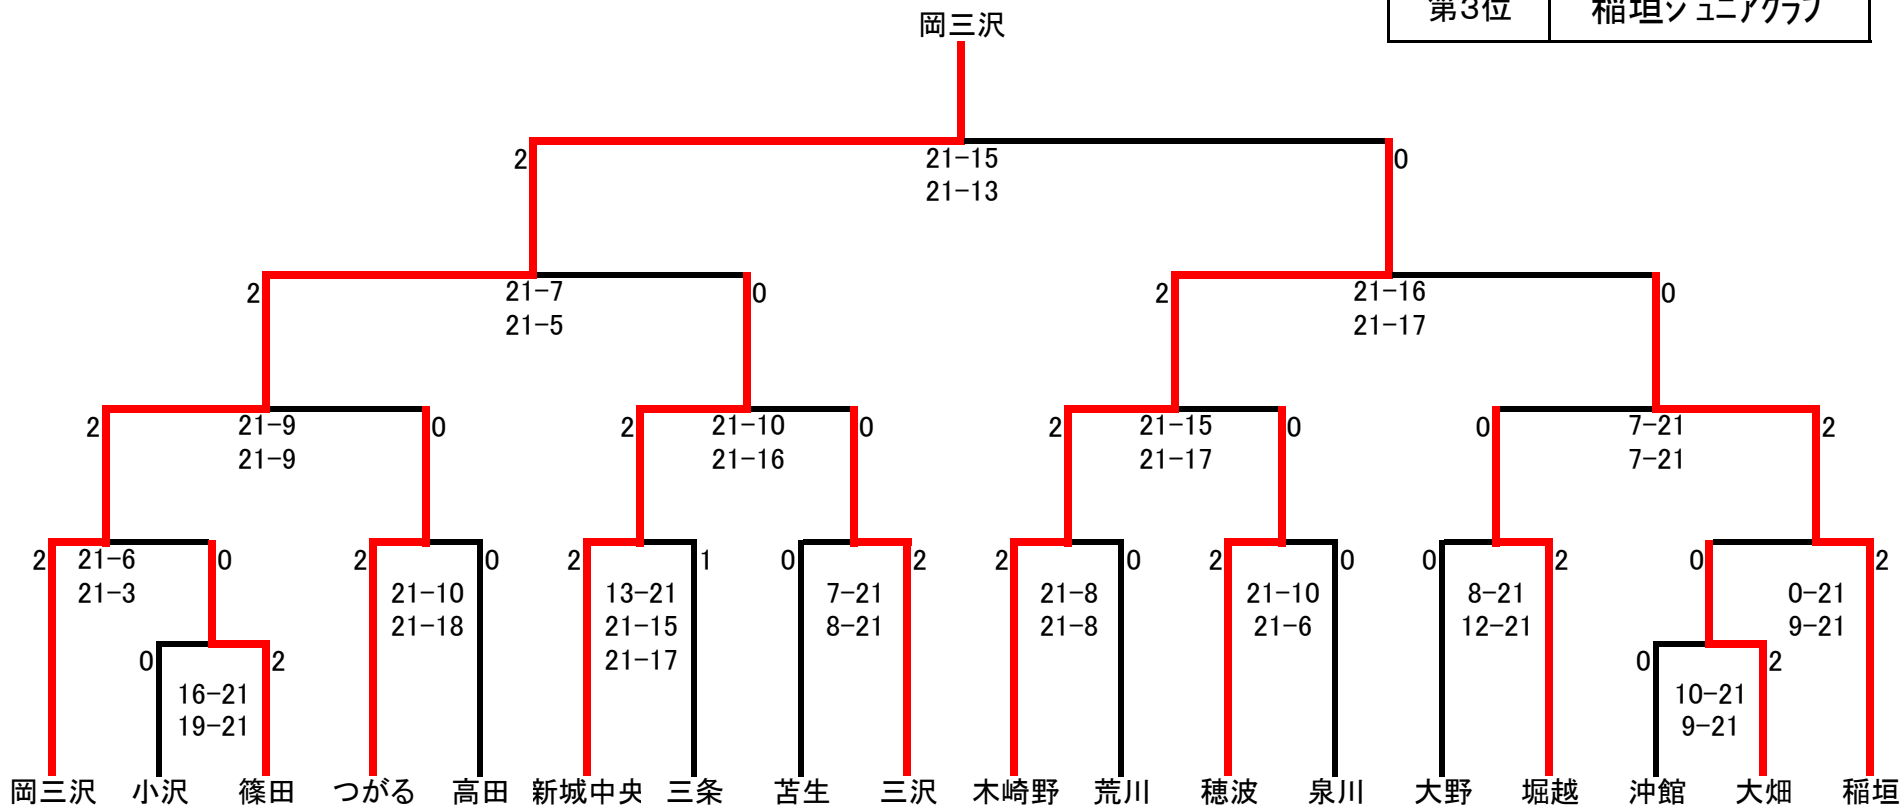 第3位 稲垣ジュニアクラブ
岡三沢
2 0
21-15
21-13
2 0 2 0
21-7 21-16
21-5 21-17
2 0 2 0 2 0 0 2
21-9 21-10 21-15 7-21
21-9 21-16 21-17 7-21
2 0 2 0 2 1 0 2 2 0 2 0 0 2 0 2
21-6
21-3 21-10 13-21 7-21 21-8 21-10 8-21 0-21
21-18 21-15 8-21 21-8 21-6 12-21 9-21
0 2 21-17 0 2
16-21 10-21
19-21 9-21
岡三沢 小沢 篠田 つがる 高田 新城中央 三条 苫生 三沢 木崎野 荒川 穂波 泉川 大野 堀越 沖館 大畑 稲垣